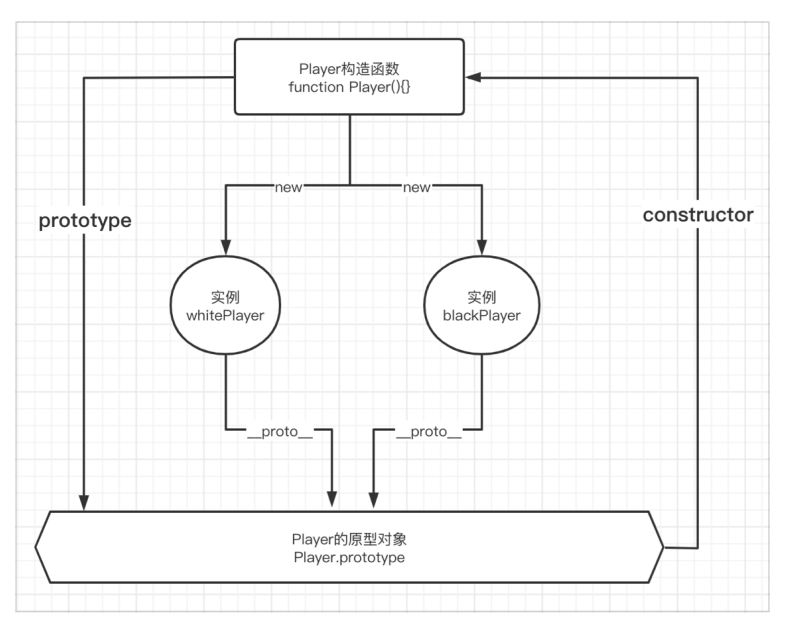 Player构造函数
function Player(){}
new
new
prototype
constructor
实例
whitePlayer
实例
blackPlayer
__proto__
__proto__
Player的原型对象
Player.prototype